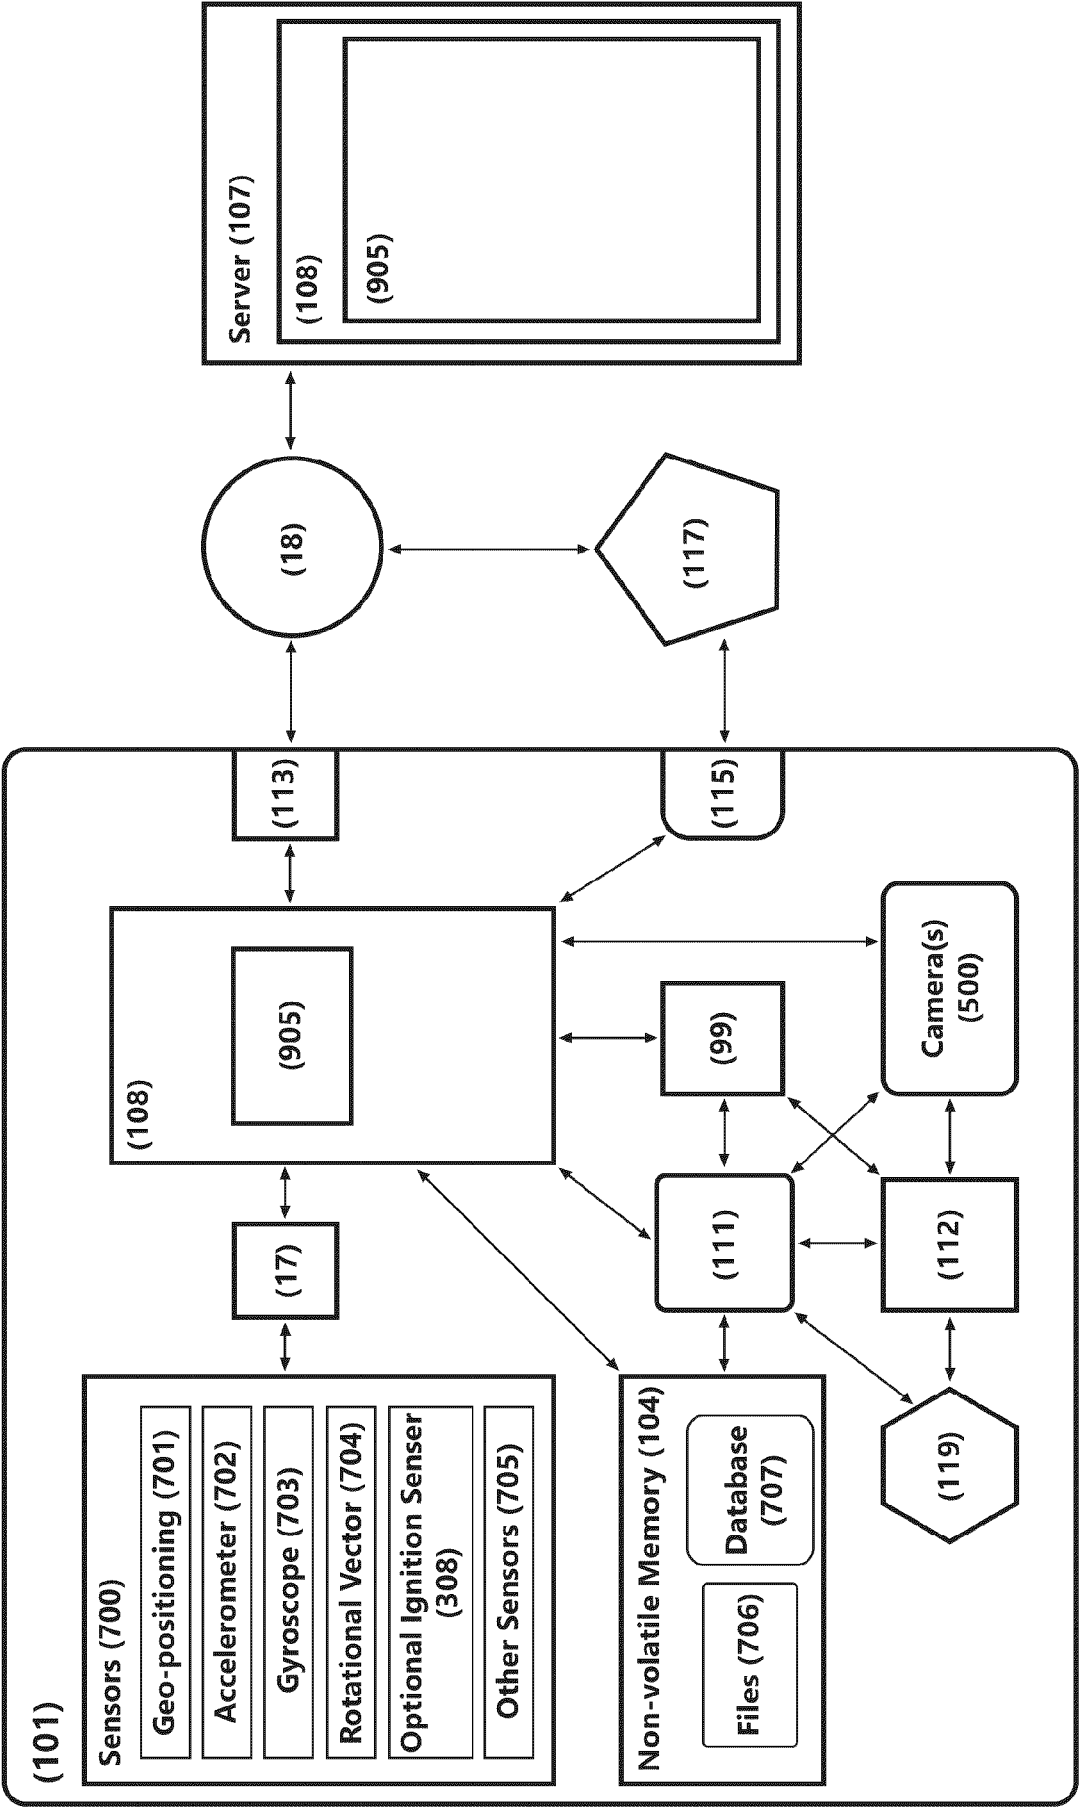 (101)
Sensors (700)
Geo-positioning (701)
Accelerometer (702)
Gyroscope (703)
Rotational Vector (704)
Optional Ignition Senser
(308)
Other Sensors (705)
(17)
(108)
(905)
(113)
(18)
Server (107)
(108)
(905)
Non-volatile Memory (104)
Files (706)
Database
(707)
(111)
(99)
(115)
(117)
(119)
(112)
Camera(s)
(500)